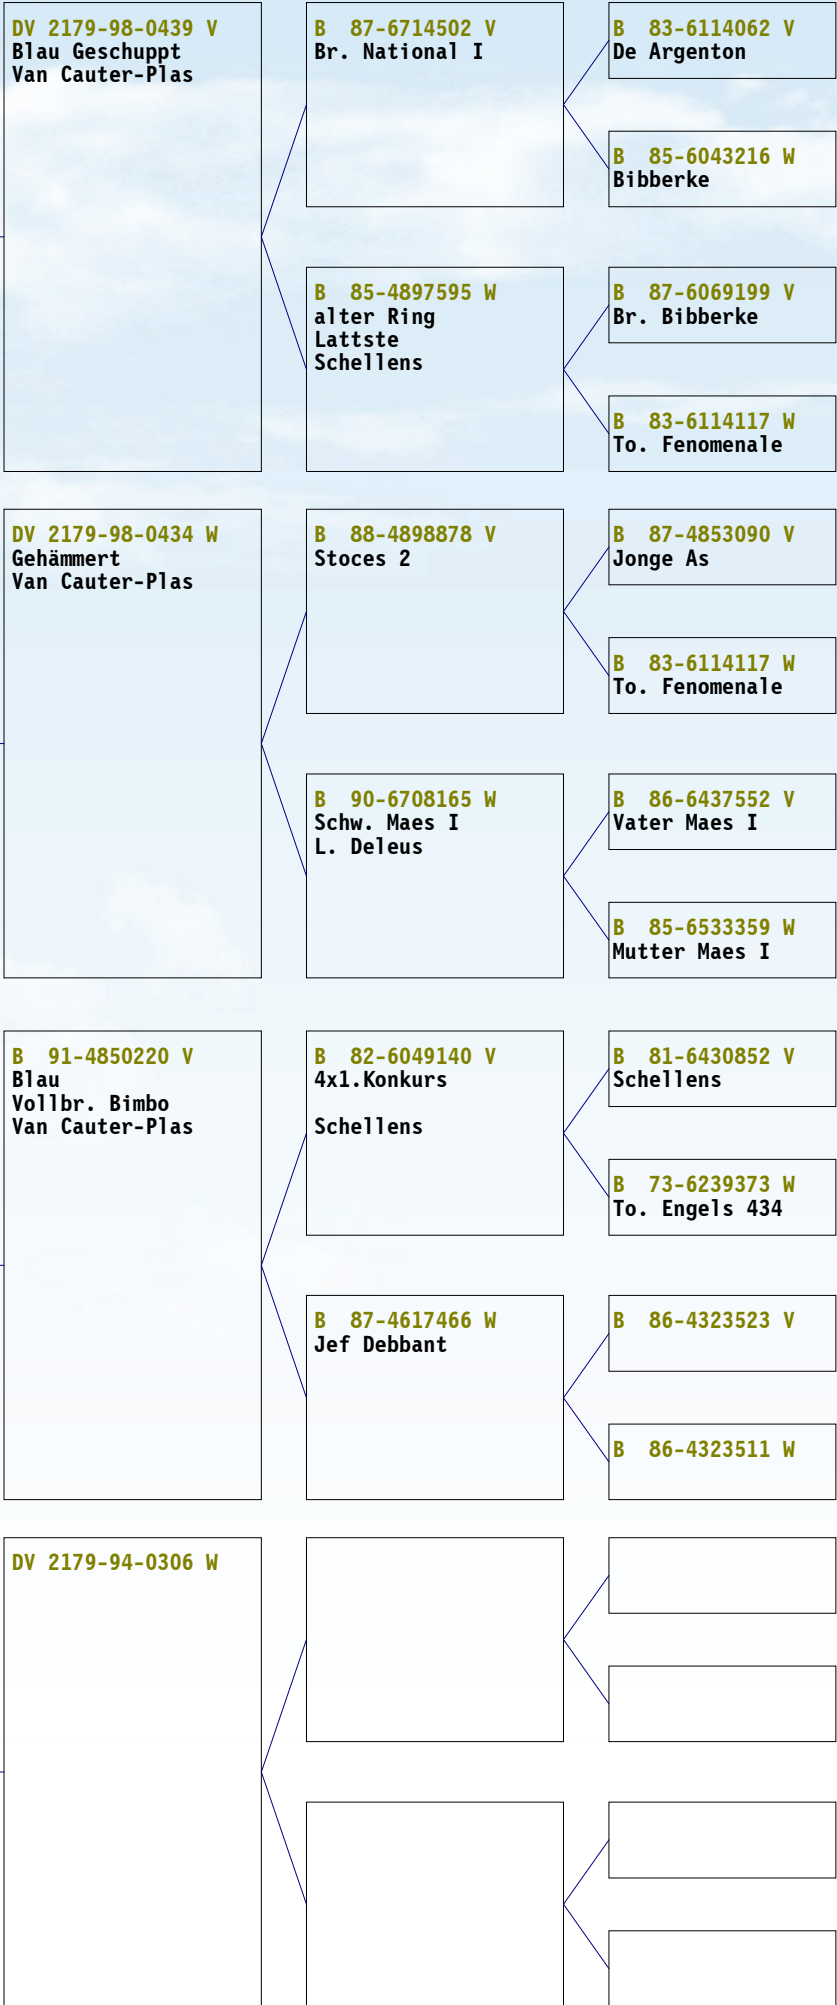 DV 2179-98-0439 V
Blau Geschuppt
Van Cauter-Plas
B 87-6714502 V
Br. National I
B 83-6114062 V
De Argenton
B 85-6043216 W
Bibberke
B 85-4897595 W
alter Ring
Lattste
Schellens
B 87-6069199 V
Br. Bibberke
B 83-6114117 W
To. Fenomenale
DV 2179-98-0434 W
Gehämmert
Van Cauter-Plas
B 88-4898878 V
Stoces 2
B 87-4853090 V
Jonge As
B 83-6114117 W
To. Fenomenale
B 90-6708165 W
Schw. Maes I
L. Deleus
B 86-6437552 V
Vater Maes I
B 85-6533359 W
Mutter Maes I
B 91-4850220 V
Blau
Vollbr. Bimbo
Van Cauter-Plas
B 82-6049140 V
4x1.Konkurs
Schellens
B 81-6430852 V
Schellens
B 73-6239373 W
To. Engels 434
B 87-4617466 W
Jef Debbant
B 86-4323523 V
B 86-4323511 W
DV 2179-94-0306 W